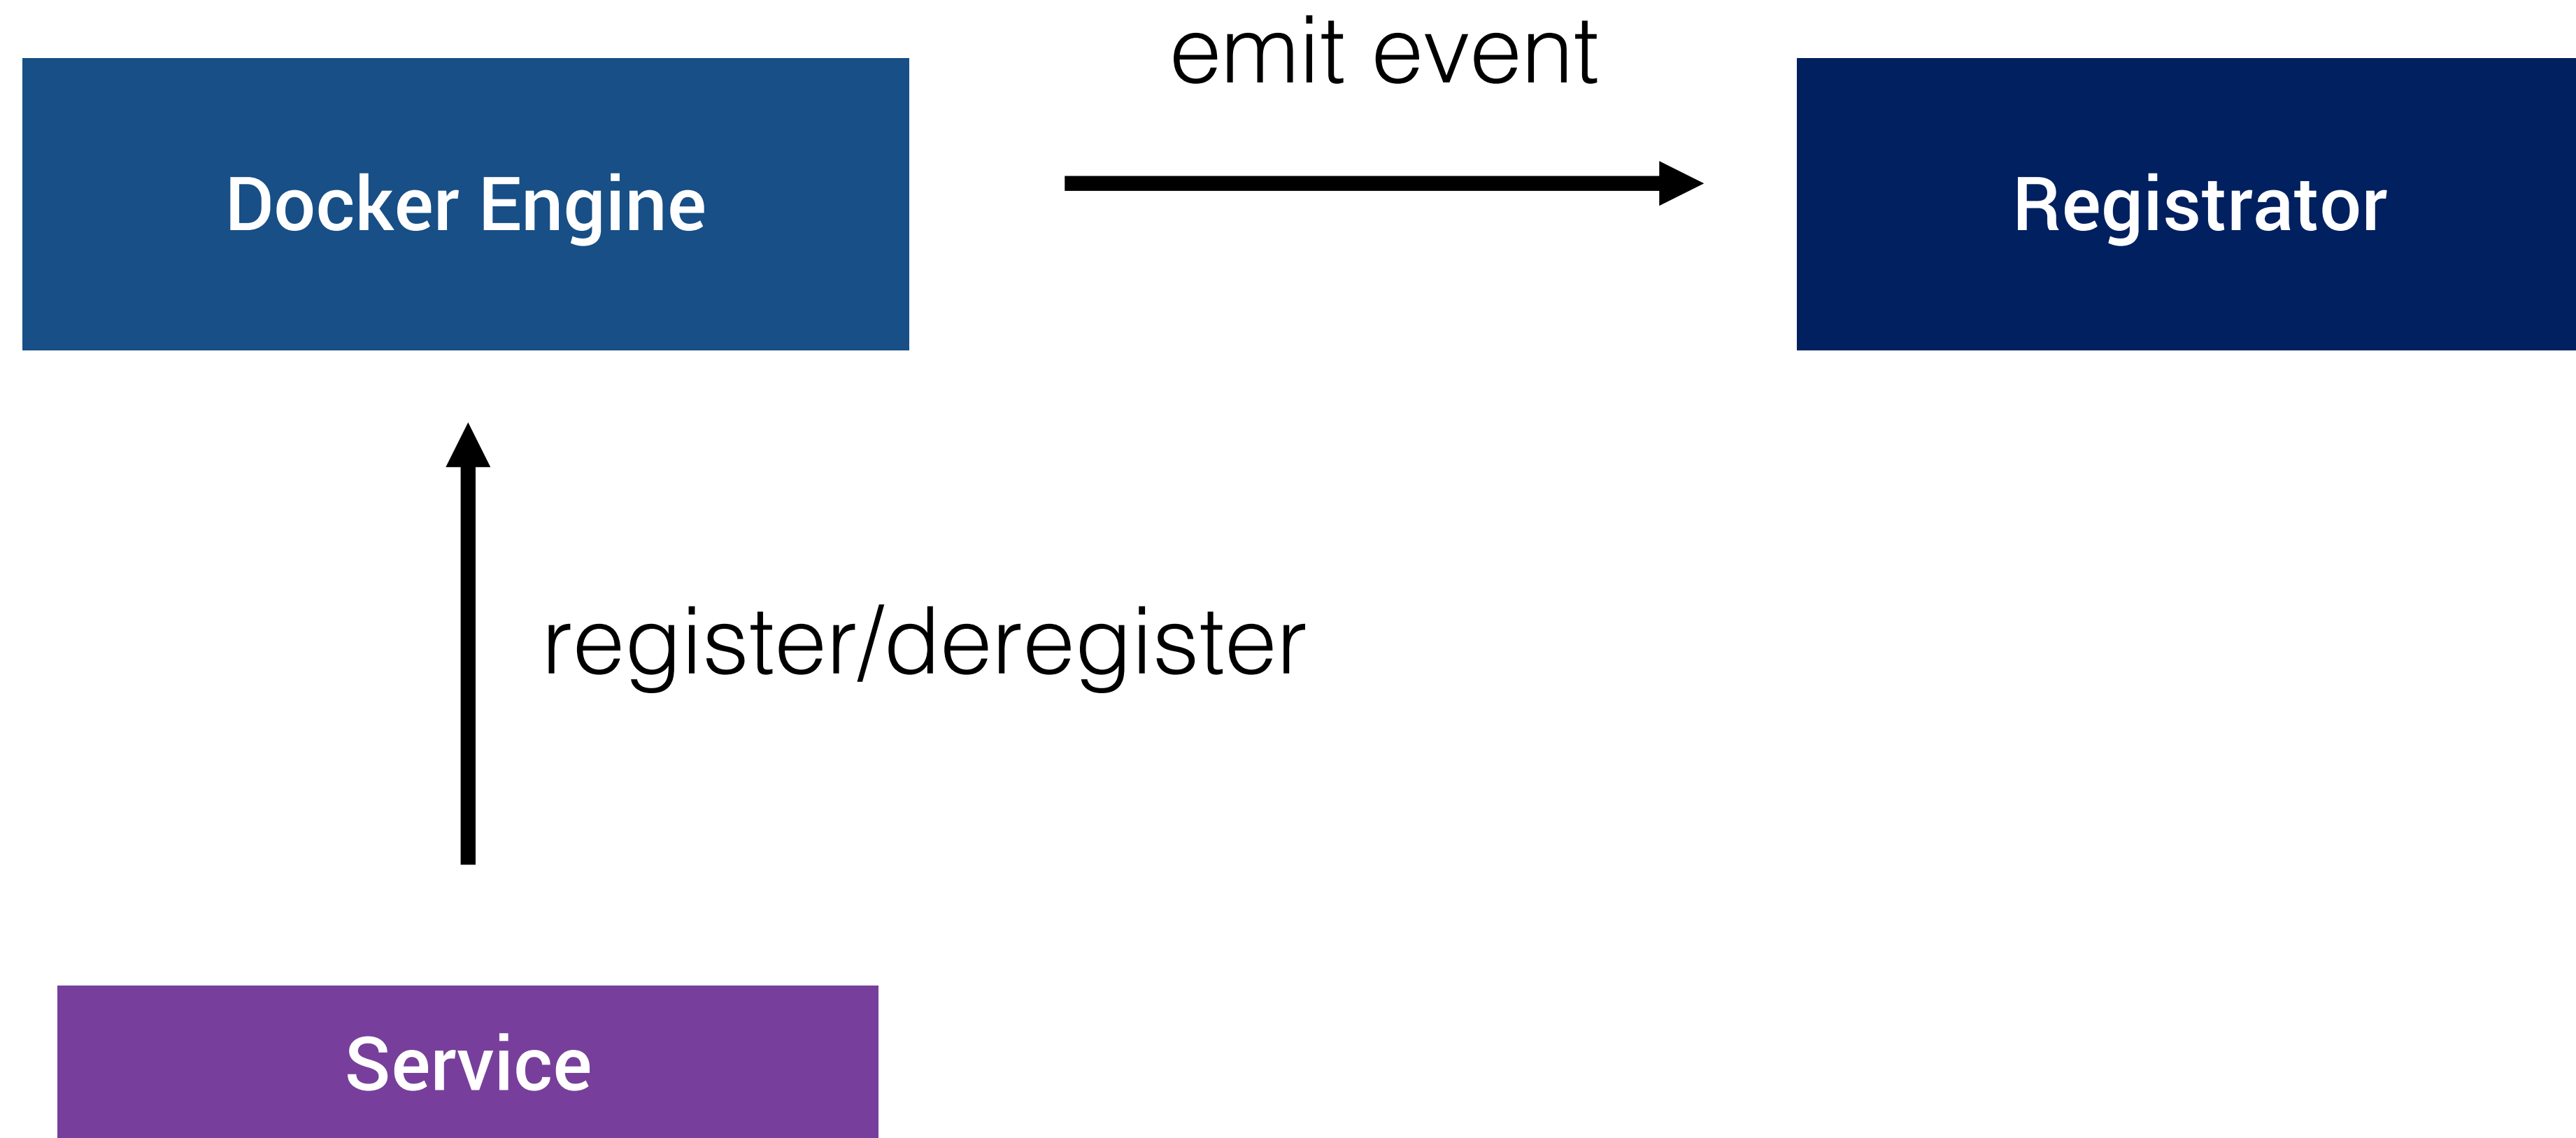 emit event
Docker Engine
Registrator
register/deregister
Service